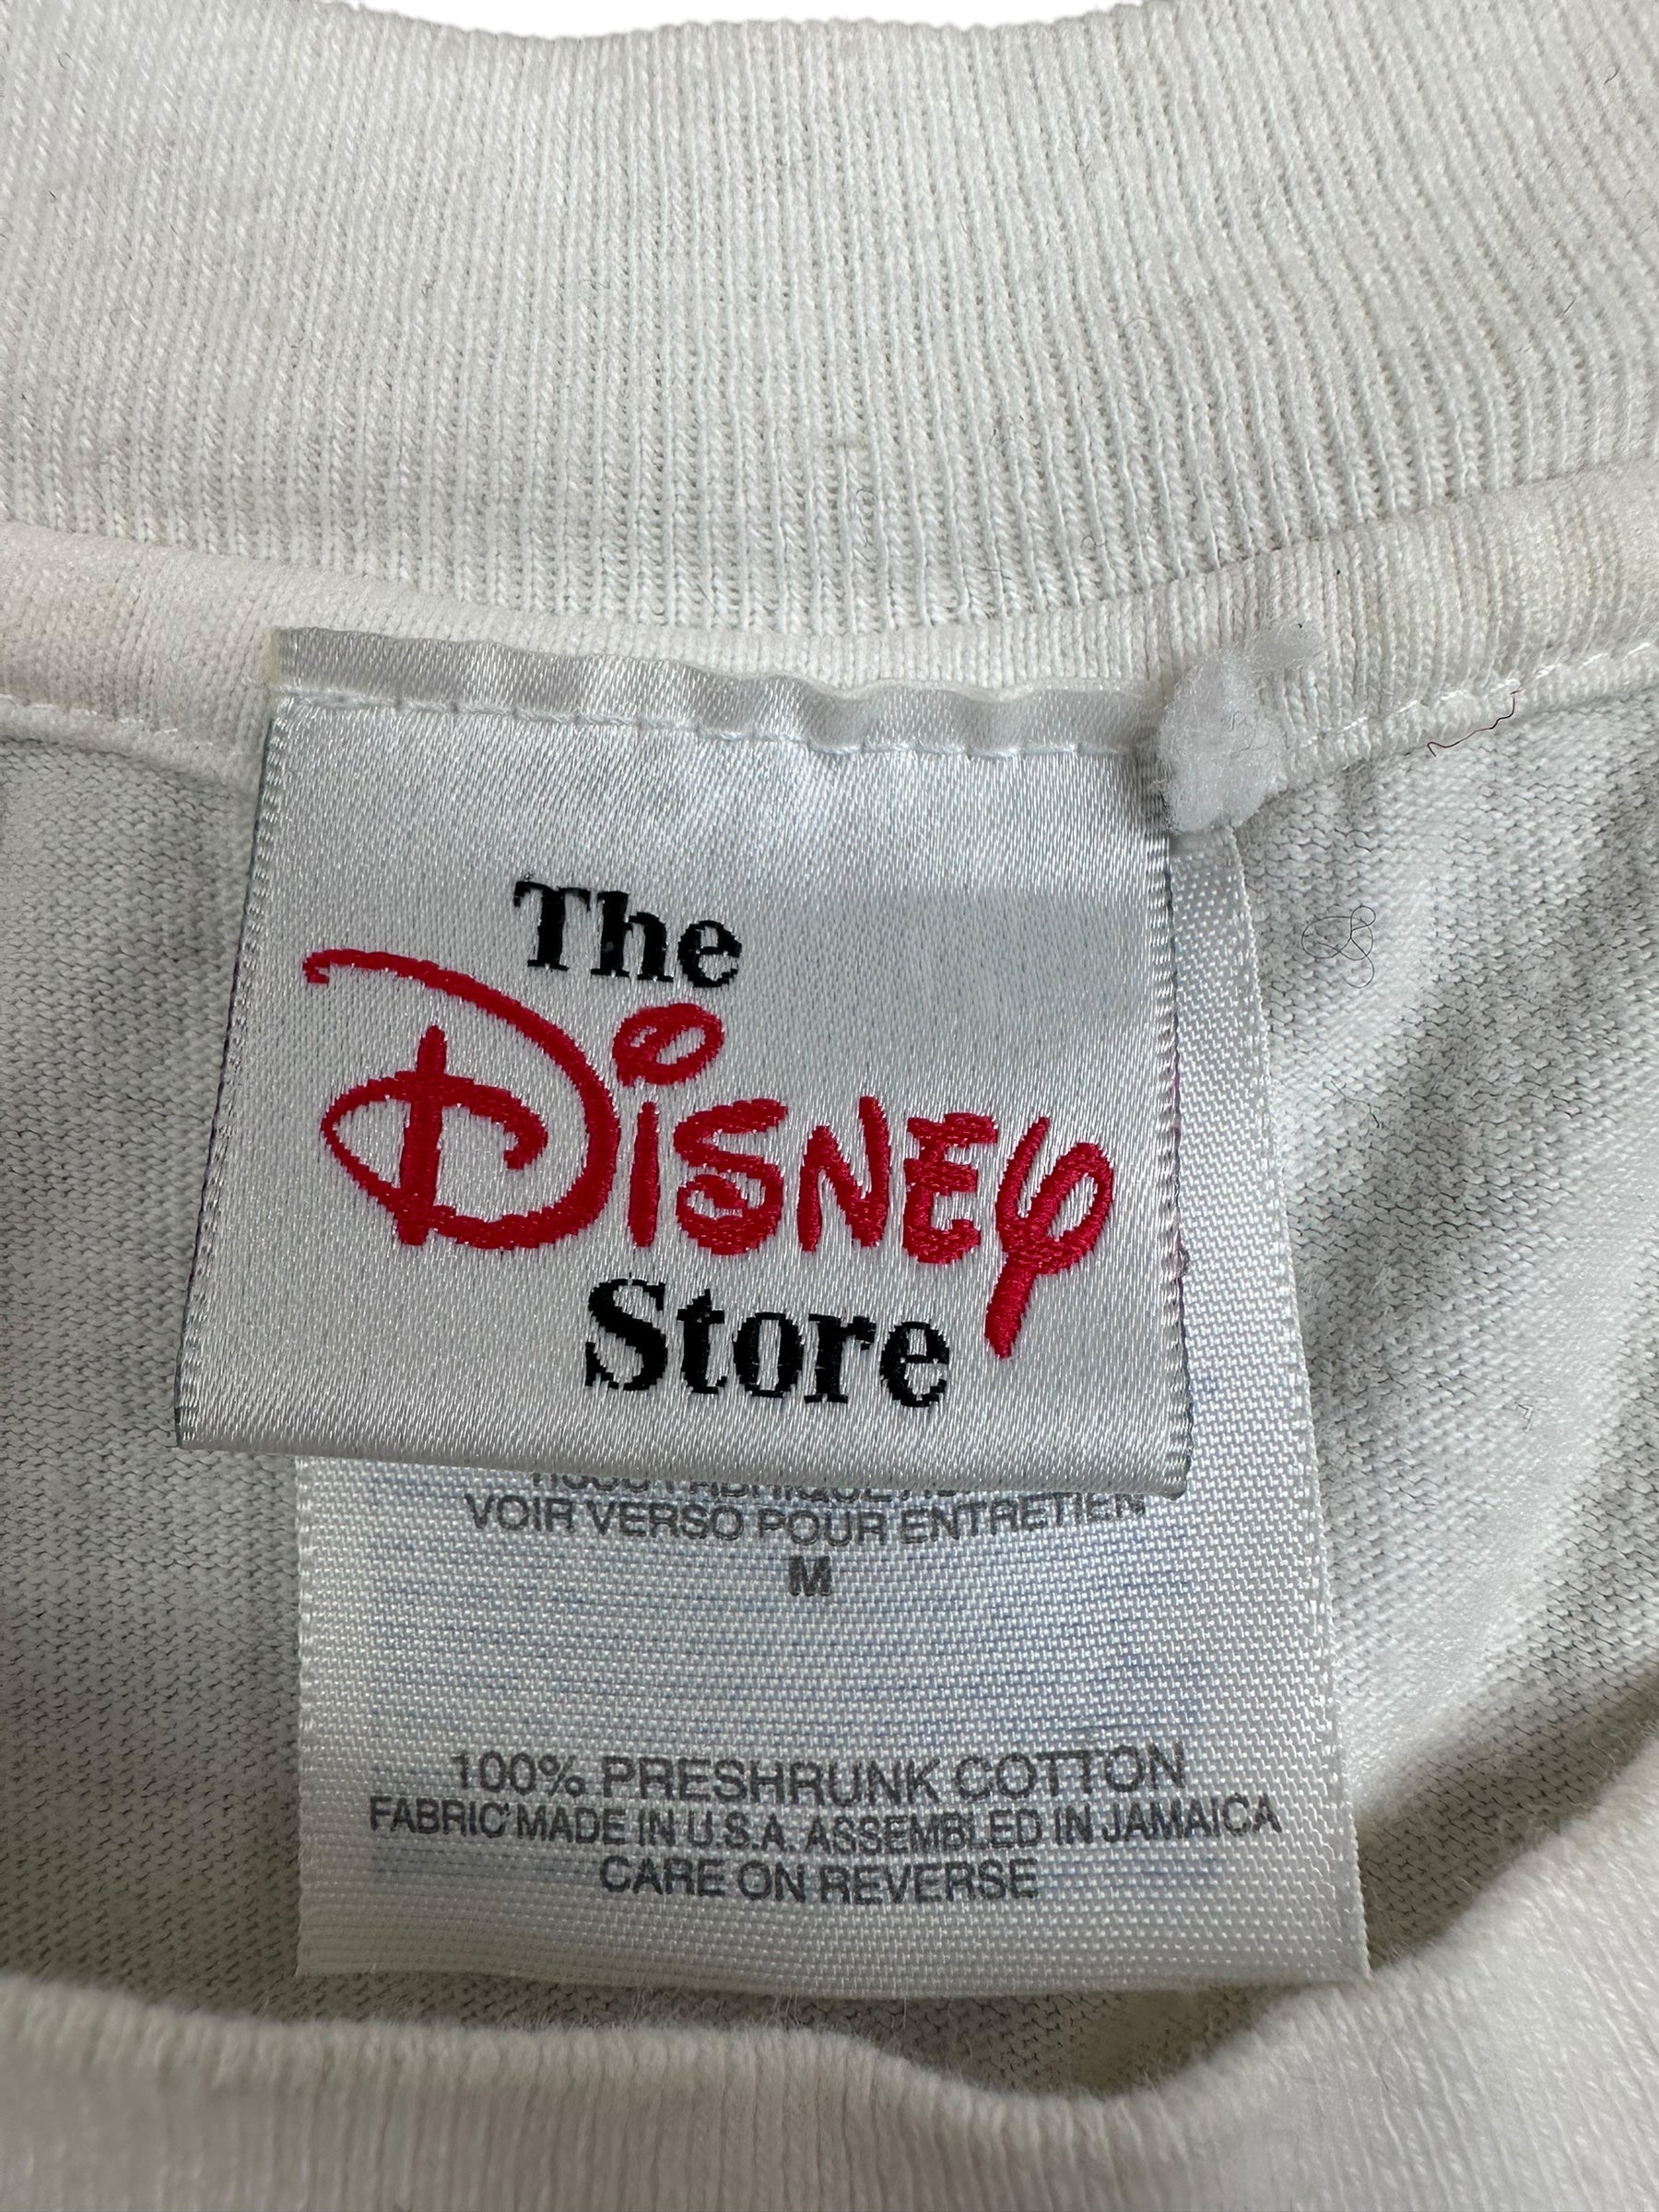 The
Disney
Store
VOIR VERSO POUR ENTRETIEN
M
100% PRESHRUNK COTTON
FABRIC MADE IN U.S.A. ASSEMBLED IN JAMAICA
CARE ON REVERSE